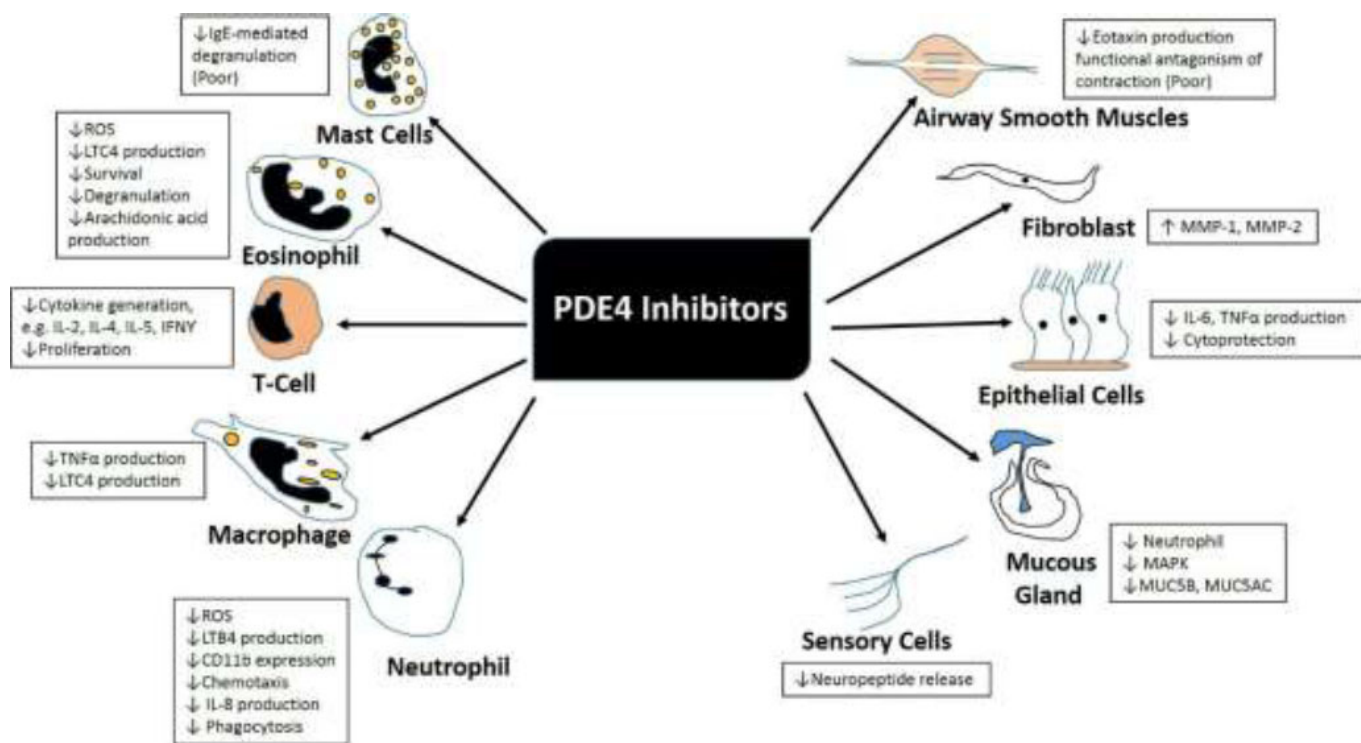 ↓IgE-mediated
degranulation
(Poor)
Mast Cells
↓ROS
↓LTC4 production
↓Survival
↓Degranulation
↓Arachidonic acid
production
Eosinophil
↓Cytokine generation,
e.g. IL-2, IL-4, IL-5, IFNY
↓Proliferation
T-Cell
↓TNFα production
↓LTC4 production
Macrophage
↓ROS
↓LTB4 production
↓CD11b expression
↓Chemotaxis
↓ IL-8 production
↓ Phagocytosis
Neutrophil
PDE4 Inhibitors
↓Eotaxin production
functional antagonism of
contraction (Poor)
Airway Smooth Muscles
Fibroblast
↑ MMP-1, MMP-2
↓ IL-6, TNFα production
↓ Cytoprotection
Epithelial Cells
Mucous
Gland
↓ Neutrophil
↓ MAPK
↓MUC5B, MUC5AC
Sensory Cells
↓Neuropeptide release